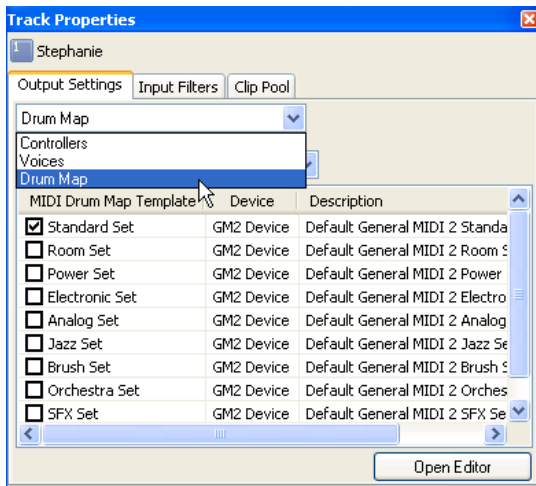 Track Properties
1 Stephanie
Output Settings Input Filters Clip Pool
Drum Map
Controllers
Voices
Drum Map
MIDI Drum Map Template Device Description
Standard Set GM2 Device Default General MIDI 2 Standa
Room Set GM2 Device Default General MIDI 2 Room S
Power Set GM2 Device Default General MIDI 2 Power
Electronic Set GM2 Device Default General MIDI 2 Electro
Analog Set GM2 Device Default General MIDI 2 Analog
Jazz Set GM2 Device Default General MIDI 2 Jazz Se
Brush Set GM2 Device Default General MIDI 2 Brush S
Orchestra Set GM2 Device Default General MIDI 2 Orches
SFX Set GM2 Device Default General MIDI 2 SFX Se
Open Editor